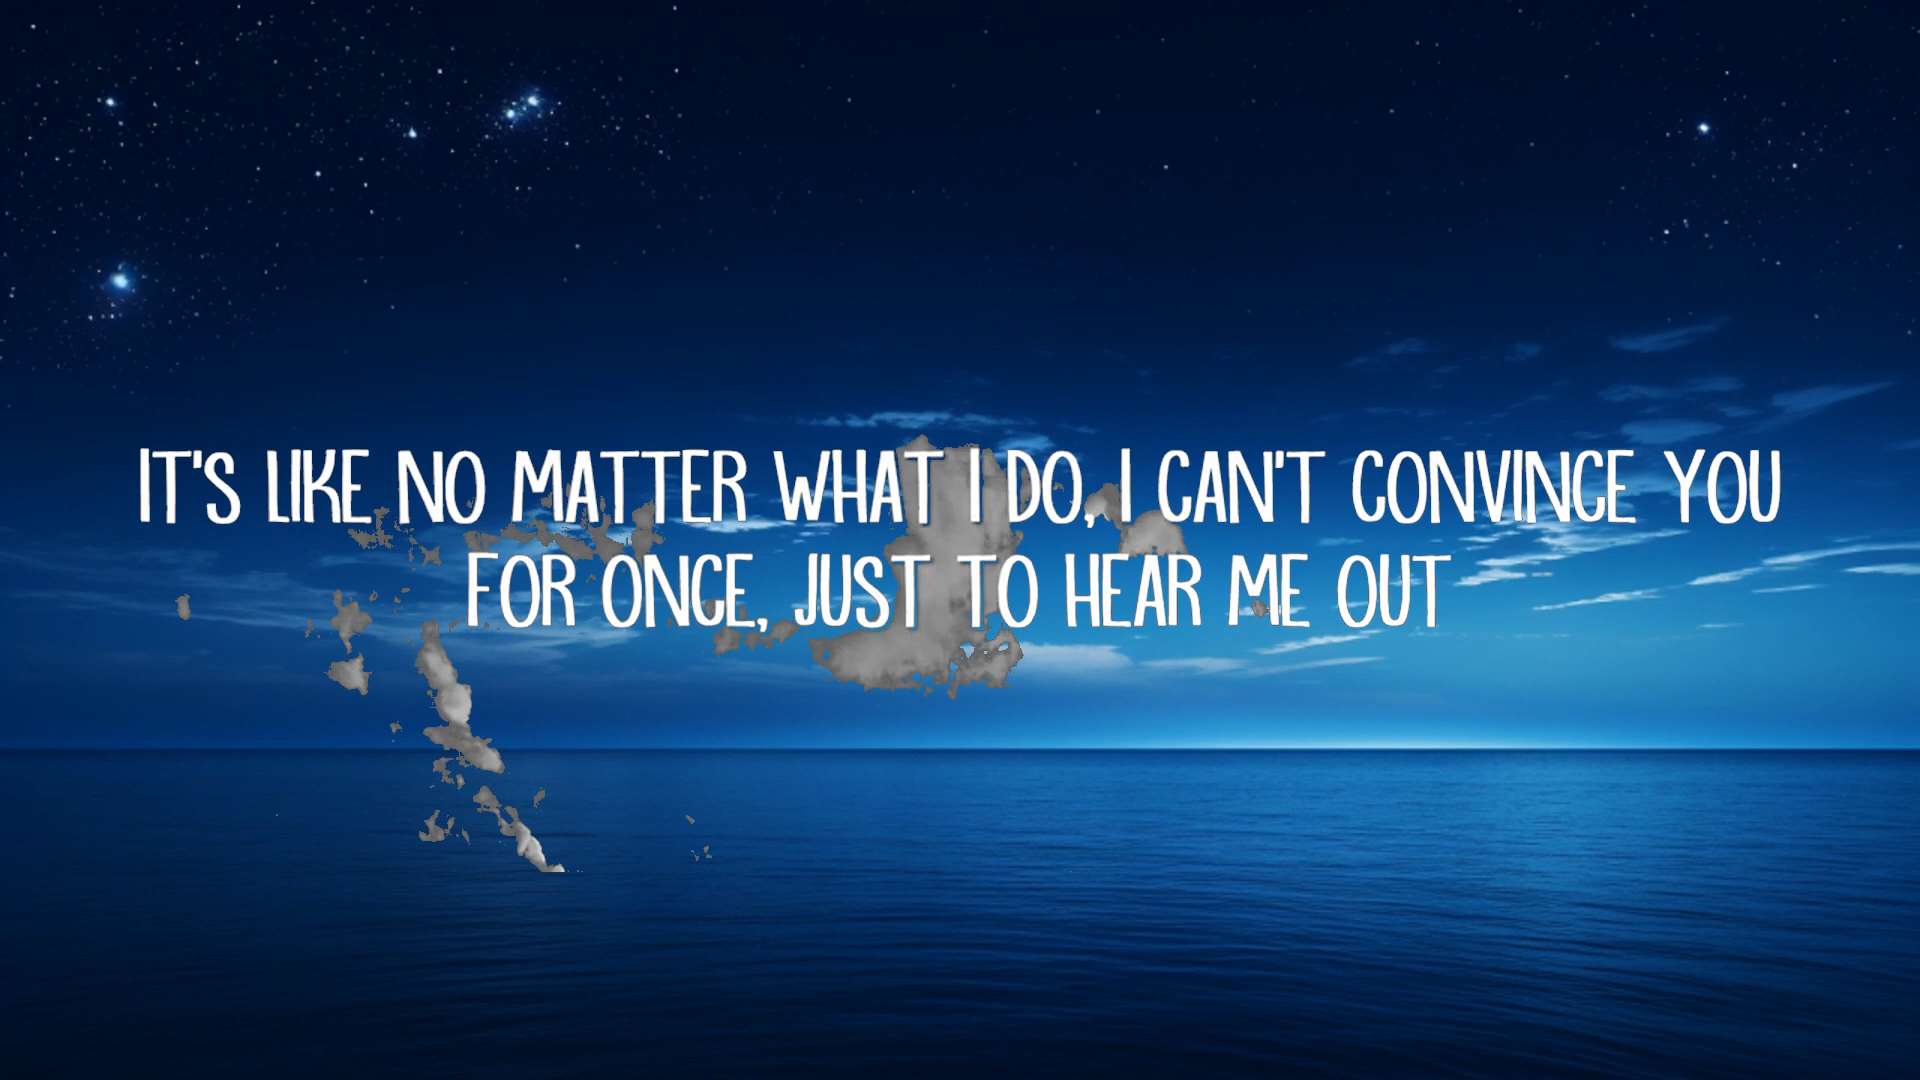 It's like no matter what I do, I can't convince you
For once, just to hear me out